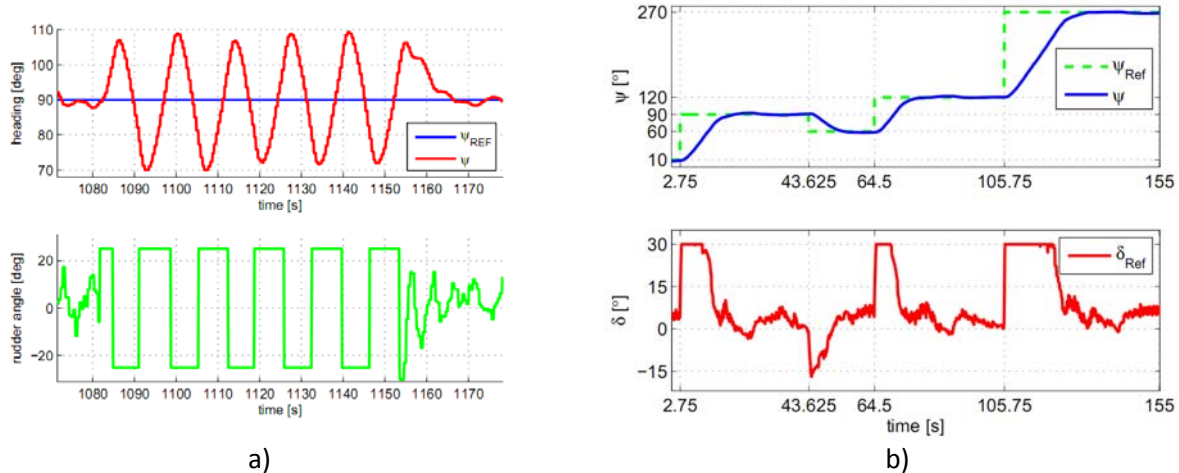 110
100
90
80
70
heading [deg]
ψREF
ψ
1080 1090 1100 1110 1120 1130 1140 1150 1160 1170
time [s]
20
0
−20
rudder angle [deg]
1080 1090 1100 1110 1120 1130 1140 1150 1160 1170
time [s]
a)
270
120
90
60
10
ψ [°]
ψRef
ψ
2.75 43.625 64.5 105.75 155
30
15
0
−15
δ [°]
δRef
2.75 43.625 64.5 105.75 155
time [s]
b)